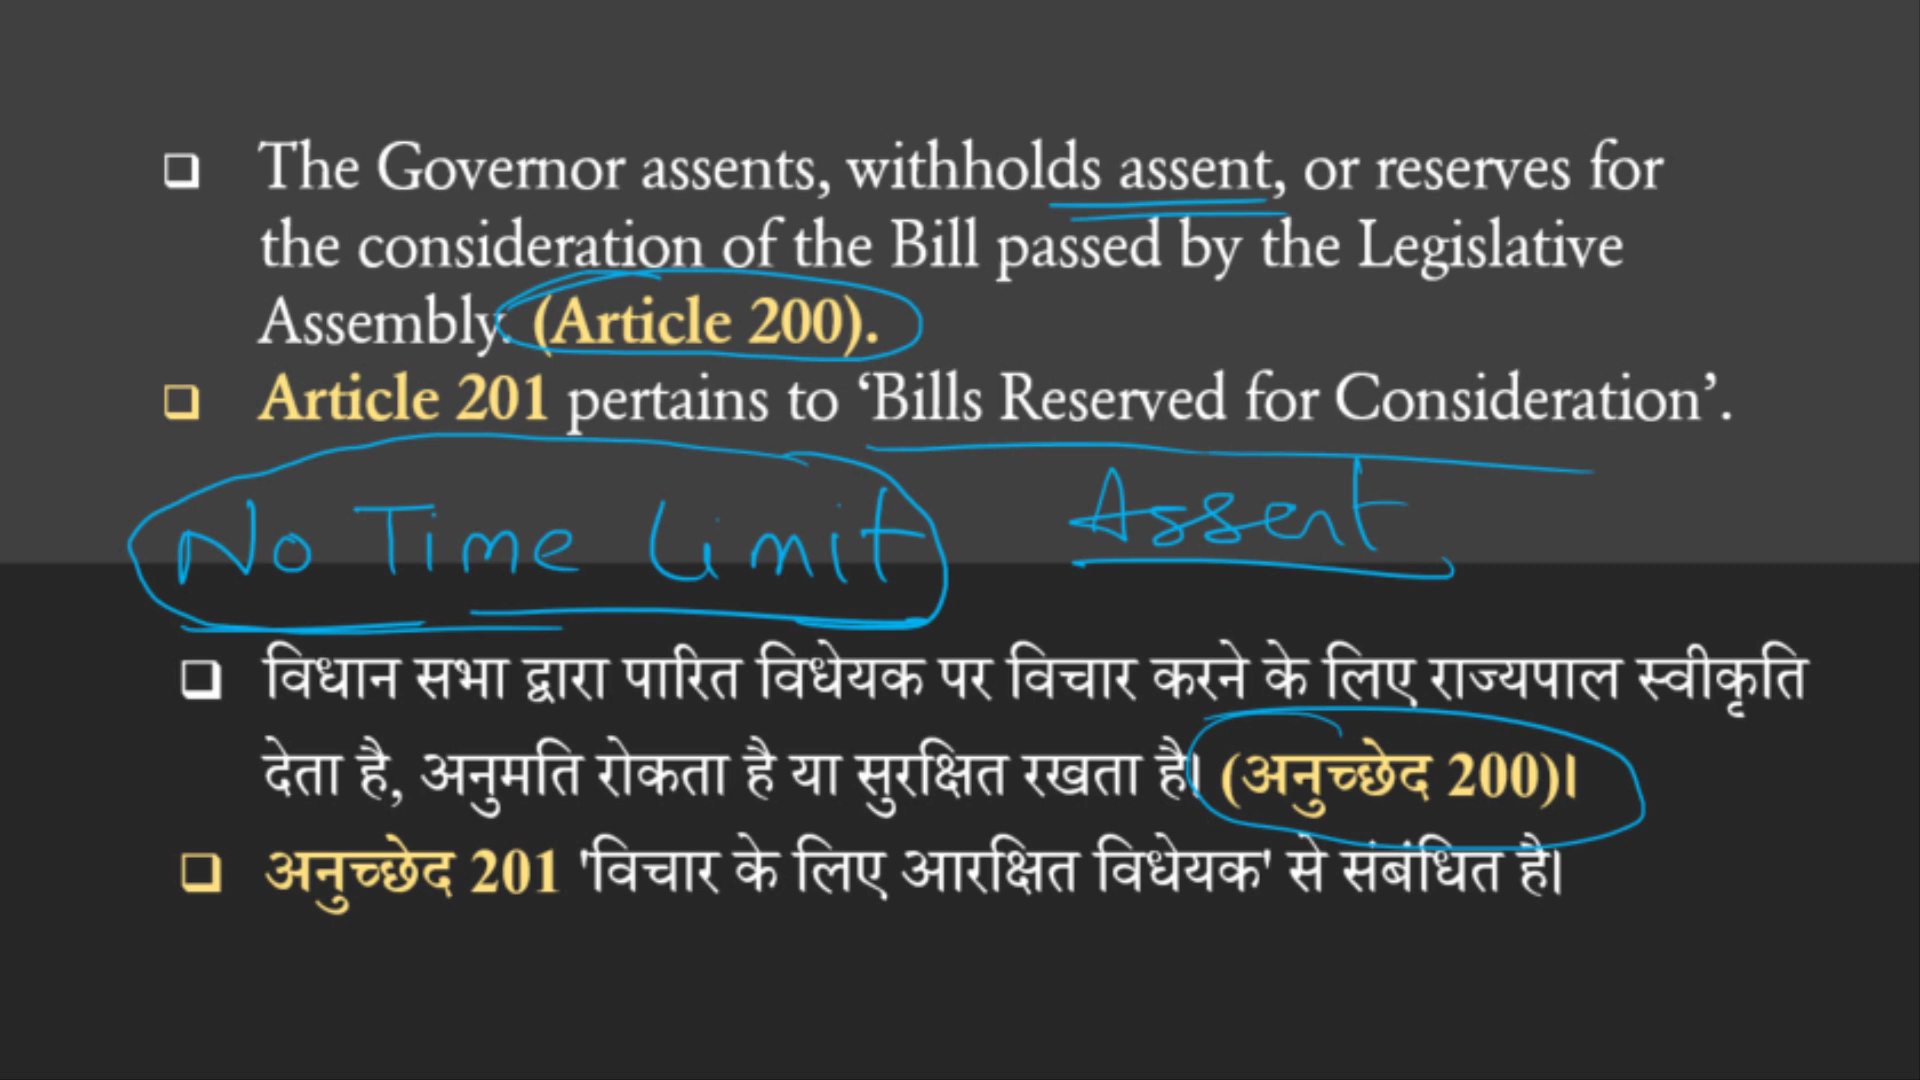 ❑ The Governor assents, withholds assent, or reserves for
the consideration of the Bill passed by the Legislative
Assembly. (Article 200).
❑ Article 201 pertains to ‘Bills Reserved for Consideration’.
No Time Limit Assent
❑ विधान सभा द्वारा पारित विधेयक पर विचार करने के लिए राज्यपाल स्वीकृति
देता है, अनुमति रोकता है या सुरक्षित रखता है। (अनुच्छेद 200)।
❑ अनुच्छेद 201 'विचार के लिए आरक्षित विधेयक' से संबंधित है।